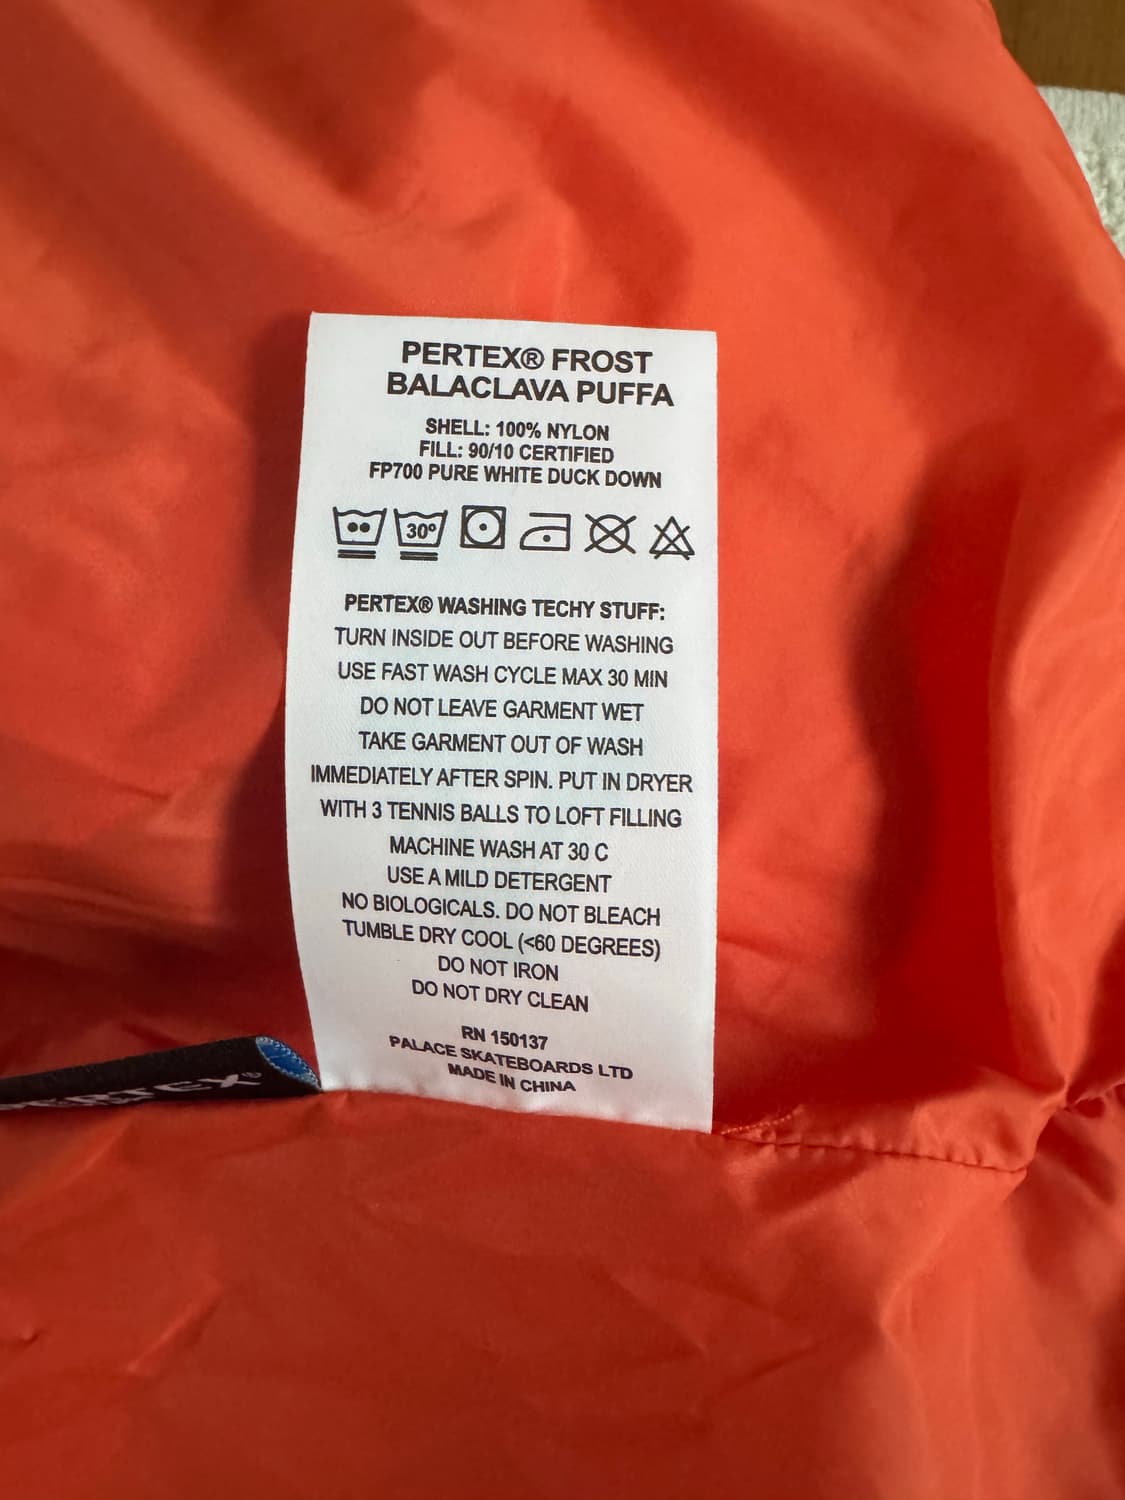 PERTEX® FROST
BALACLAVA PUFFA
SHELL: 100% NYLON
FILL: 90/10 CERTIFIED
FP700 PURE WHITE DUCK DOWN
30°
PERTEX® WASHING TECHY STUFF:
TURN INSIDE OUT BEFORE WASHING
USE FAST WASH CYCLE MAX 30 MIN
DO NOT LEAVE GARMENT WET
TAKE GARMENT OUT OF WASH
IMMEDIATELY AFTER SPIN. PUT IN DRYER
WITH 3 TENNIS BALLS TO LOFT FILLING
MACHINE WASH AT 30 C
USE A MILD DETERGENT
NO BIOLOGICALS. DO NOT BLEACH
TUMBLE DRY COOL (<60 DEGREES)
DO NOT IRON
DO NOT DRY CLEAN
RN 150137
PALACE SKATEBOARDS LTD
MADE IN CHINA
PERTEX®